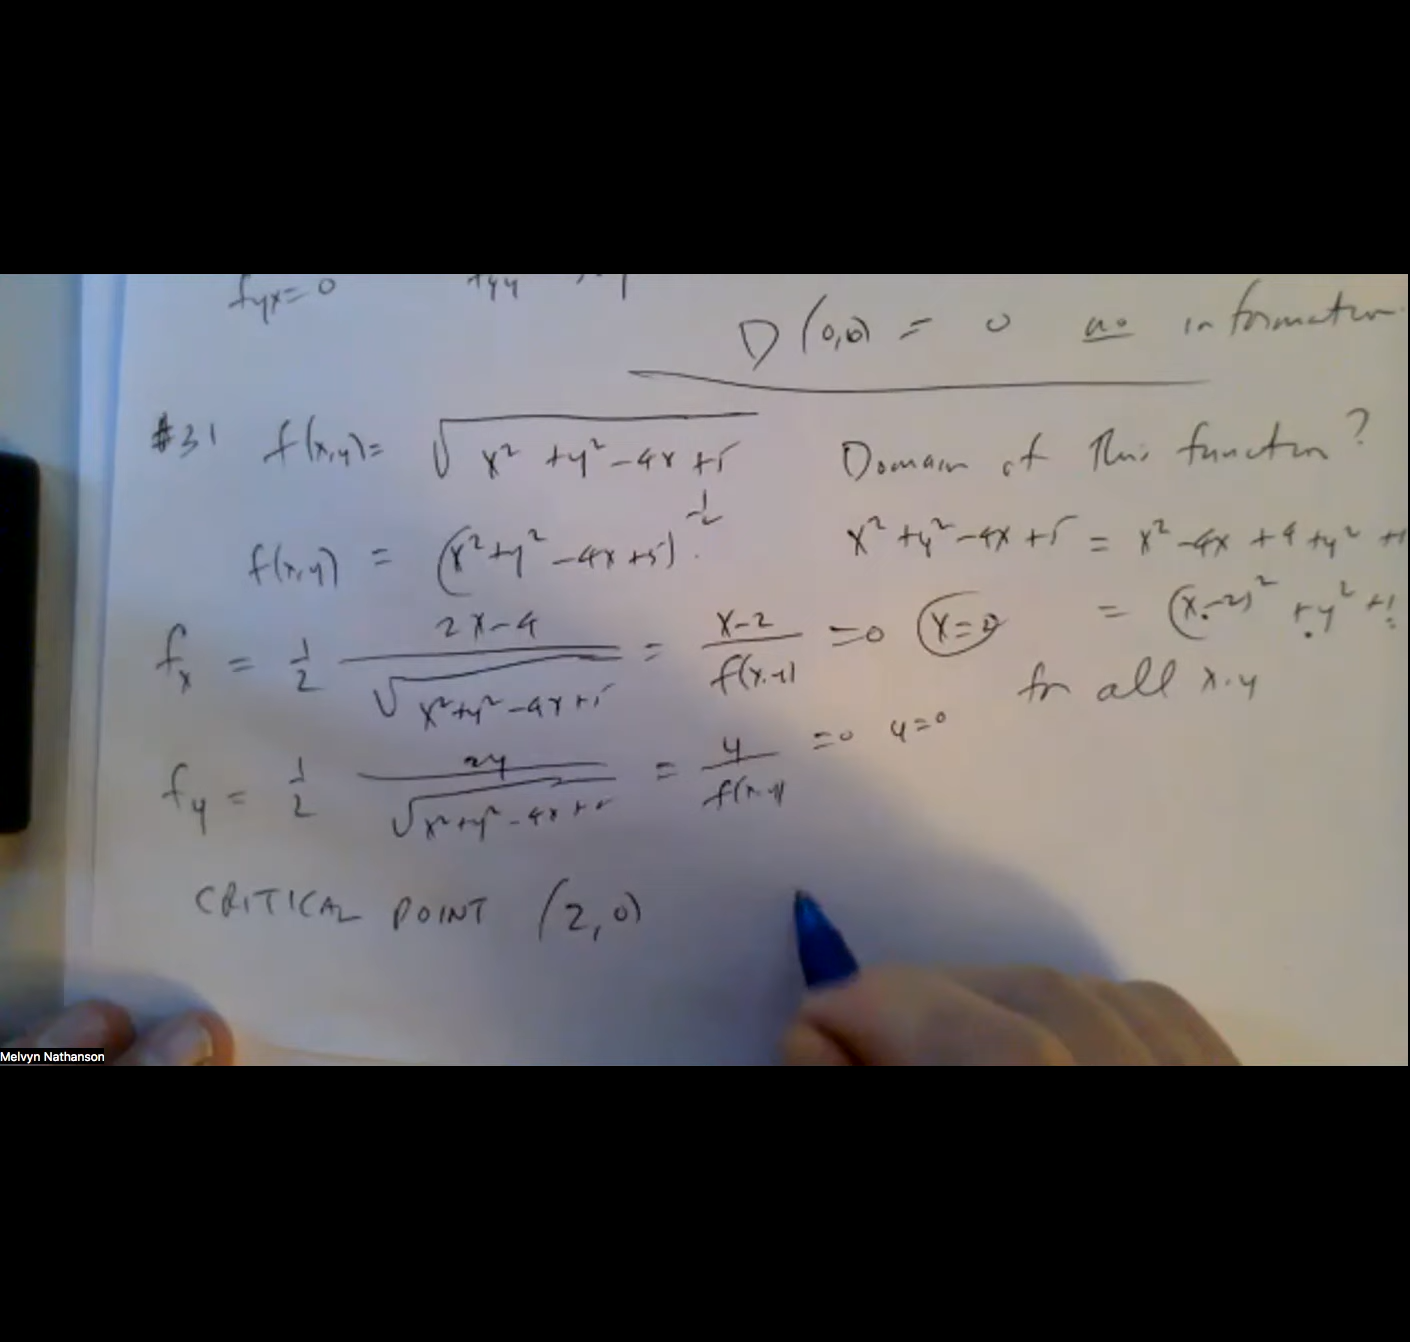 fyx = 0 fyy
D(0,0) = 0 no information
#31 f(x,y) = √(x² + y² - 4x + 5) Domain of this function?
f(x,y) = (x² + y² - 4x + 5)^½ x² + y² - 4x + 5 = x² - 4x + 4 + y² + 1
= (x-2)² + y² + 1
fx = ½ (2x-4)/√(x² + y² - 4x + 5) = (x-2)/f(x,y) = 0 x = 2
for all x,y
fy = ½ 2y/√(x² + y² - 4x + 5) = y/f(x,y) = 0 y = 0
CRITICAL POINT (2,0)
Melvyn Nathanson